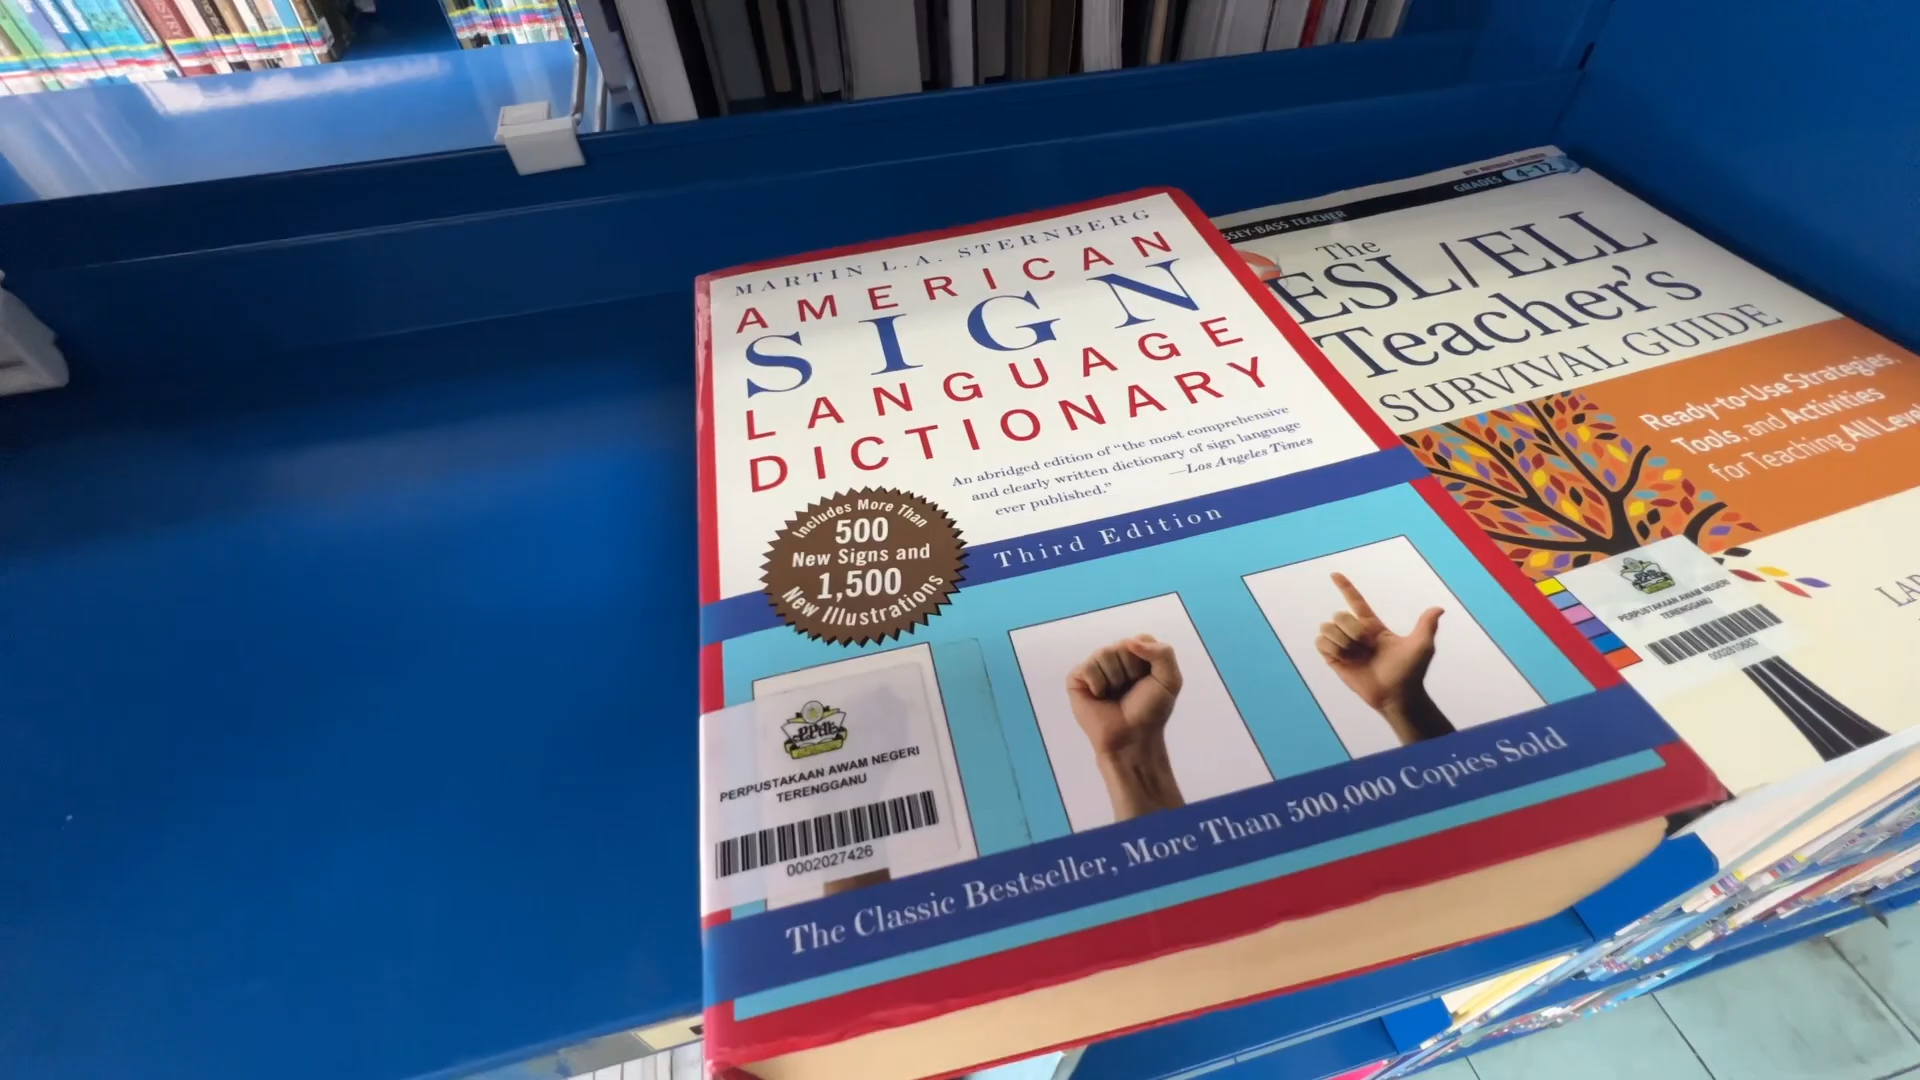 MARTIN L.A. STERNBERG
AMERICAN
SIGN
LANGUAGE
DICTIONARY
An abridged edition of "the most comprehensive
and clearly written dictionary of sign language
ever published."
—Los Angeles Times
Includes More Than
500
New Signs and
1,500
New Illustrations
Third Edition
PERPUSTAKAAN AWAM NEGERI
TERENGGANU
0002027426
The Classic Bestseller, More Than 500,000 Copies Sold
GRADES 4-12
TEACHER
The
ESL/ELL
Teacher's
SURVIVAL GUIDE
Ready-to-Use Strategies,
Tools, and Activities
for Teaching All
PERPUSTAKAAN AWAM NEGERI
TERENGGANU